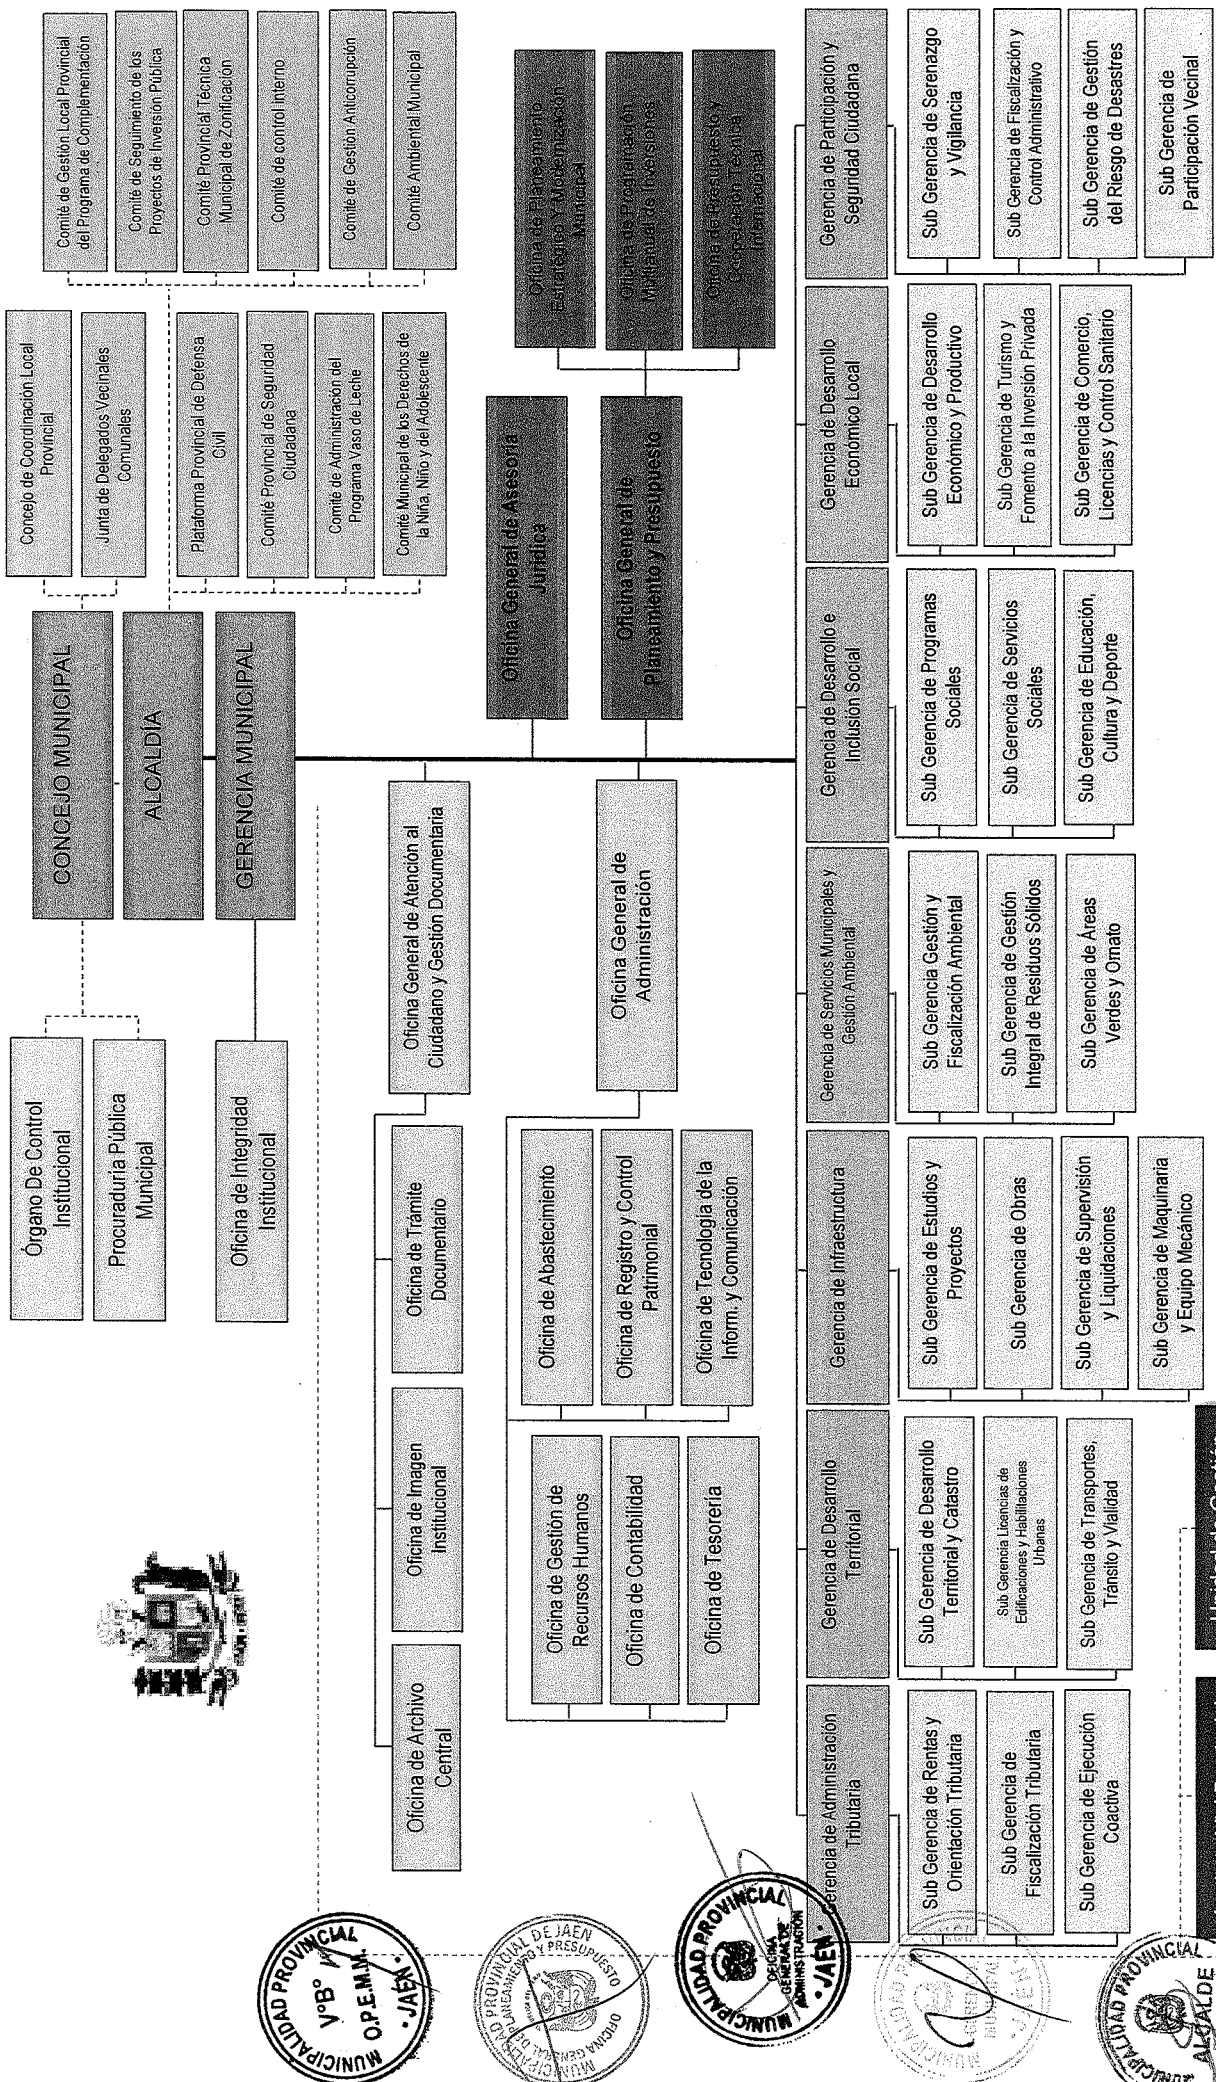 CONCEJO MUNICIPAL
ALCALDIA
GERENCIA MUNICIPAL
Órgano De Control
Institucional
Procuraduría Pública
Municipal
Oficina de Integridad
Institucional
Concejo de Coordinación Lonal
Provincial
Junta de Delegados Vecinales
Comunales
Plataforma Provincial de Defensa
Civil
Comité Provincial de Seguridad
Ciudadana
Comité de Administración del
Programa Vaso de Leche
Comité Municipal de los Derechos de
la Niña, Niño y del Adolescente
Comité de Gestión Local Provincial
del Programa de Complementación
Comité de Seguimiento de los
Proyectos de Inversión Pública
Comité Provincial Técnica
Municipal de Zonificación
Comité de control interno
Comité de Gestión Anticorrupción
Comité Ambiental Municipal
Oficina General de Atención al
Ciudadano y Gestión Documentaria
Oficina de Archivo
Central
Oficina de Imagen
Institucional
Oficina de Trámite
Documentario
Oficina General de Asesoría
Jurídica
Oficina General de
Planeamiento y Presupuesto
Oficina de Planeamiento
Estratégico Y Modernización
Municipal
Oficina de Programación
Multianual de Inversiones
Oficina de Presupuesto y
Cooperación Técnica
Internacional
Oficina General de
Administración
Oficina de Gestión de
Recursos Humanos
Oficina de Contabilidad
Oficina de Tesorería
Oficina de Abastecimiento
Oficina de Registro y Control
Patrimonial
Oficina de Tecnología de la
Inform. y Comunicación
Gerencia de Administración
Tributaria
Sub Gerencia de Rentas y
Orientación Tributaria
Sub Gerencia de
Fiscalización Tributaria
Sub Gerencia de Ejecución
Coactiva
Gerencia de Desarrollo
Territorial
Sub Gerencia de Desarrollo
Territorial y Catastro
Sub Gerencia Licencias de
Edificaciones y Habilitaciones
Urbanas
Sub Gerencia de Transportes,
Tránsito y Vialidad
Gerencia de Infraestructura
Sub Gerencia de Estudios y
Proyectos
Sub Gerencia de Obras
Sub Gerencia de Supervisión
y Liquidaciones
Sub Gerencia de Maquinaria
y Equipo Mecánico
Gerencia de Servicios Municipales y
Gestión Ambiental
Sub Gerencia Gestión y
Fiscalización Ambiental
Sub Gerencia de Gestión
Integral de Residuos Sólidos
Sub Gerencia de Áreas
Verdes y Ornato
Gerencia de Desarrollo e
Inclusión Social
Sub Gerencia de Programas
Sociales
Sub Gerencia de Servicios
Sociales
Sub Gerencia de Educación,
Cultura y Deporte
Gerencia de Desarrollo
Económico Local
Sub Gerencia de Desarrollo
Económico y Productivo
Sub Gerencia de Turismo y
Fomento a la Inversión Privada
Sub Gerencia de Comercio,
Licencias y Control Sanitario
Gerencia de Participación y
Seguridad Ciudadana
Sub Gerencia de Serenazgo
y Vigilancia
Sub Gerencia de Fiscalización y
Control Administrativo
Sub Gerencia de Gestión
del Riesgo de Desastres
Sub Gerencia de
Participación Vecinal
MUNICIPALIDAD PROVINCIAL
V°B°
O.P.E.M.M.
• JAÉN •
MUNICIPALIDAD PROVINCIAL DE JAEN
OFICINA GENERAL DE PLANEAMIENTO Y PRESUPUESTO
MUNICIPALIDAD PROVINCIAL
OFICINA
GENERAL DE
ADMINISTRACIÓN
• JAÉN •
MUNICIPALIDAD PROVINCIAL
ALCALDE